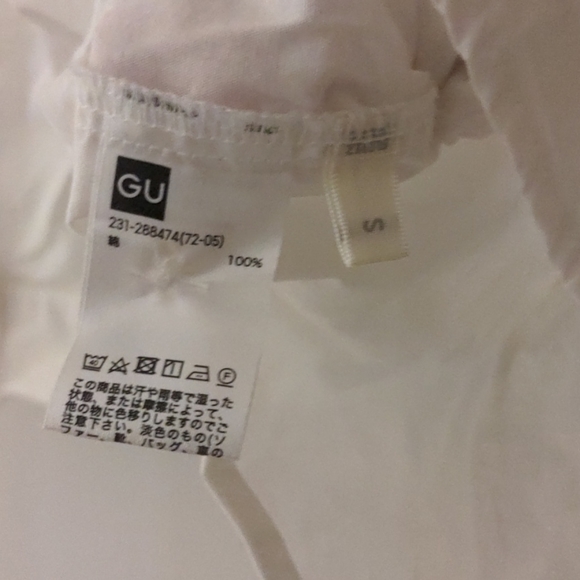 GU
231-288474(72-05)
綿
100%
S
F
この商品は汗や雨等で湿った
状態、または摩擦によって、
他の物に色移りしますのでご
注意下さい。淡色のもの(ソ
ファー、靴、バッグ、車の